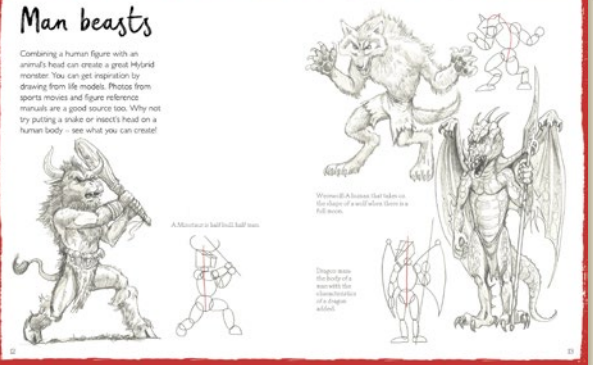 Man beasts
Combining a human figure with an
animal's head can create a great Hybrid
monster. You can get inspiration by
drawing from life models. Photos from
sports movies and figure reference
manuals are a good source too. Why not
try putting a snake or insect's head on a
human body – see what you can create!
A Minotaur is half bull, half man.
Werewolf: A human that takes on
the shape of a wolf when there is a
full moon.
Dragon man:
the body of a
man with the
characteristics
of a dragon
added.